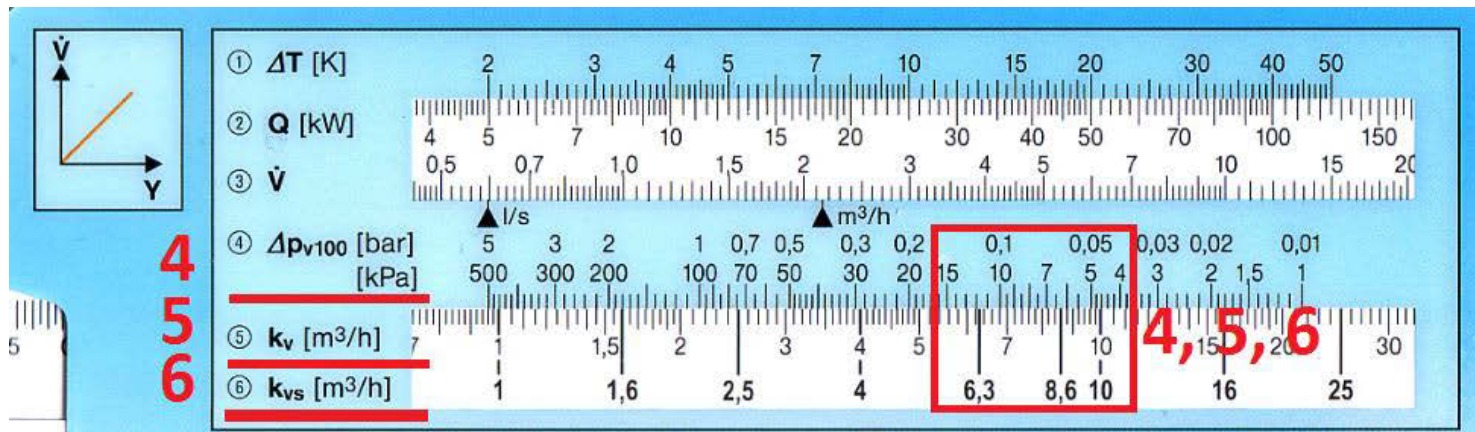 V̇
Y
① ΔT [K] 2 3 4 5 7 10 15 20 30 40 50
② Q [kW] 4 5 7 10 15 20 30 40 50 70 100 150
③ V̇ 0,5 0,7 1,0 1,5 2 3 4 5 7 10 15 20
l/s m³/h
④ Δpv100 [bar] 5 3 2 1 0,7 0,5 0,3 0,2 0,1 0,05 0,03 0,02 0,01
[kPa] 500 300 200 100 70 50 30 20 15 10 7 5 4 3 2 1,5 1
⑤ kv [m³/h] 7 1 1,5 2 3 4 5 7 10 15 20 30
⑥ kvs [m³/h] 1 1,6 2,5 4 6,3 8,6 10 16 25
4
5
6
4, 5, 6
5